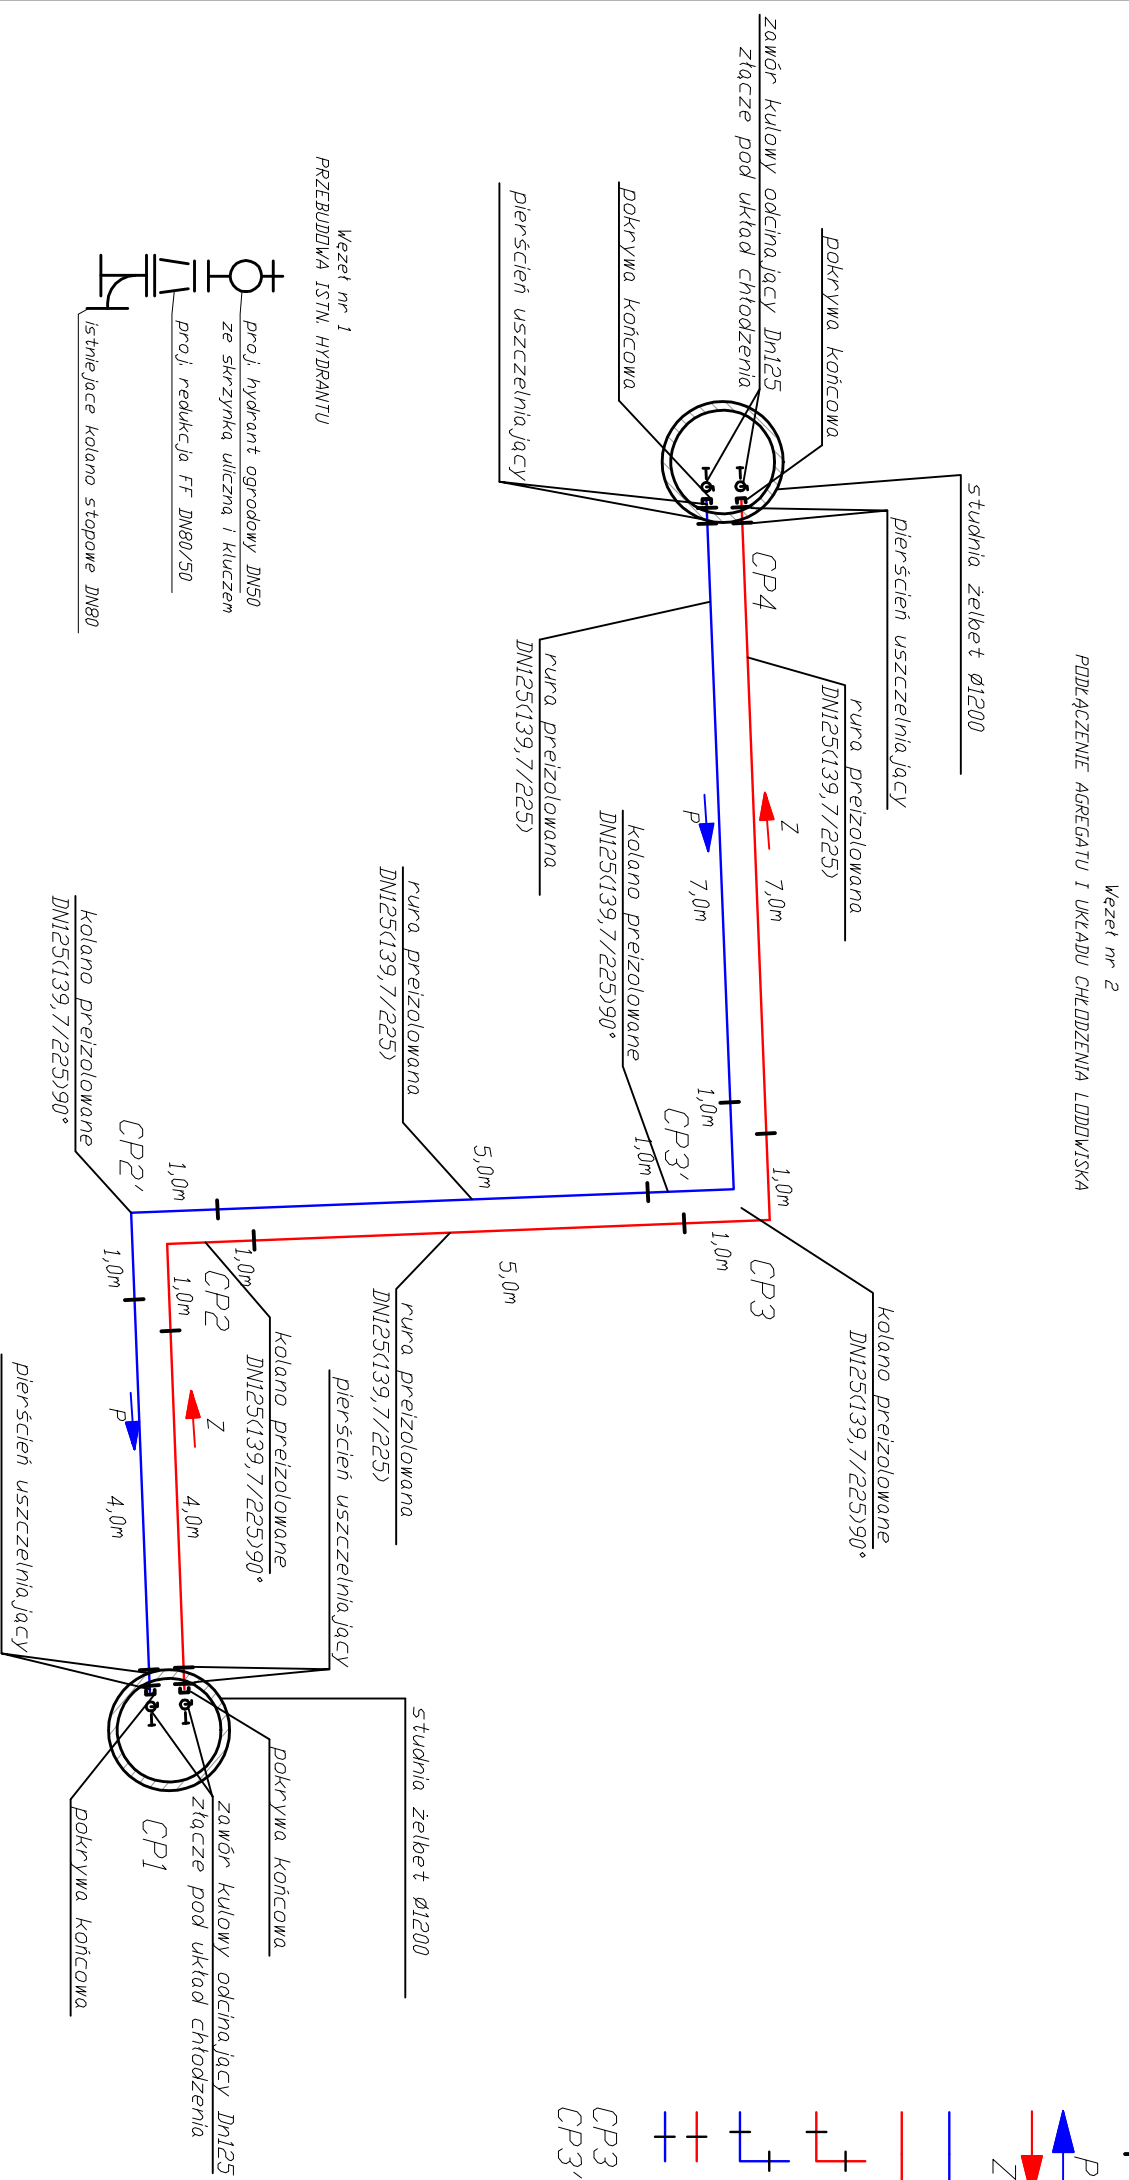 Węzeł nr 2
PODŁĄCZENIE AGREGATU I UKŁADU CHŁODZENIA LODOWISKA
studnia żelbet Ø1200
pierścień uszczelniający
pokrywa końcowa
zawór kulowy odcinający Dn125
złącze pod układ chłodzenia
pokrywa końcowa
pierścień uszczelniający
CP4
rura preizolowana
DN125(139,7/225)
rura preizolowana
DN125(139,7/225)
Z
7,0m
P
7,0m
kolano preizolowane
DN125(139,7/225)90°
1,0m
CP3'
1,0m
1,0m
CP3
1,0m
kolano preizolowane
DN125(139,7/225)90°
rura preizolowana
DN125(139,7/225)
5,0m
5,0m
rura preizolowana
DN125(139,7/225)
kolano preizolowane
DN125(139,7/225)90°
CP2'
1,0m
1,0m
1,0m
CP2
1,0m
kolano preizolowane
DN125(139,7/225)90°
Z
4,0m
P
4,0m
pierścień uszczelniający
pierścień uszczelniający
studnia żelbet Ø1200
pokrywa końcowa
zawór kulowy odcinający Dn125
złącze pod układ chłodzenia
CP1
pokrywa końcowa
Węzeł nr 1
PRZEBUDOWA ISTN. HYDRANTU
proj. hydrant ogrodowy DN50
ze skrzynką uliczną i kluczem
proj. redukcja FF DN80/50
istniejace kolano stopowe DN80
P
Z
CP3
CP3'